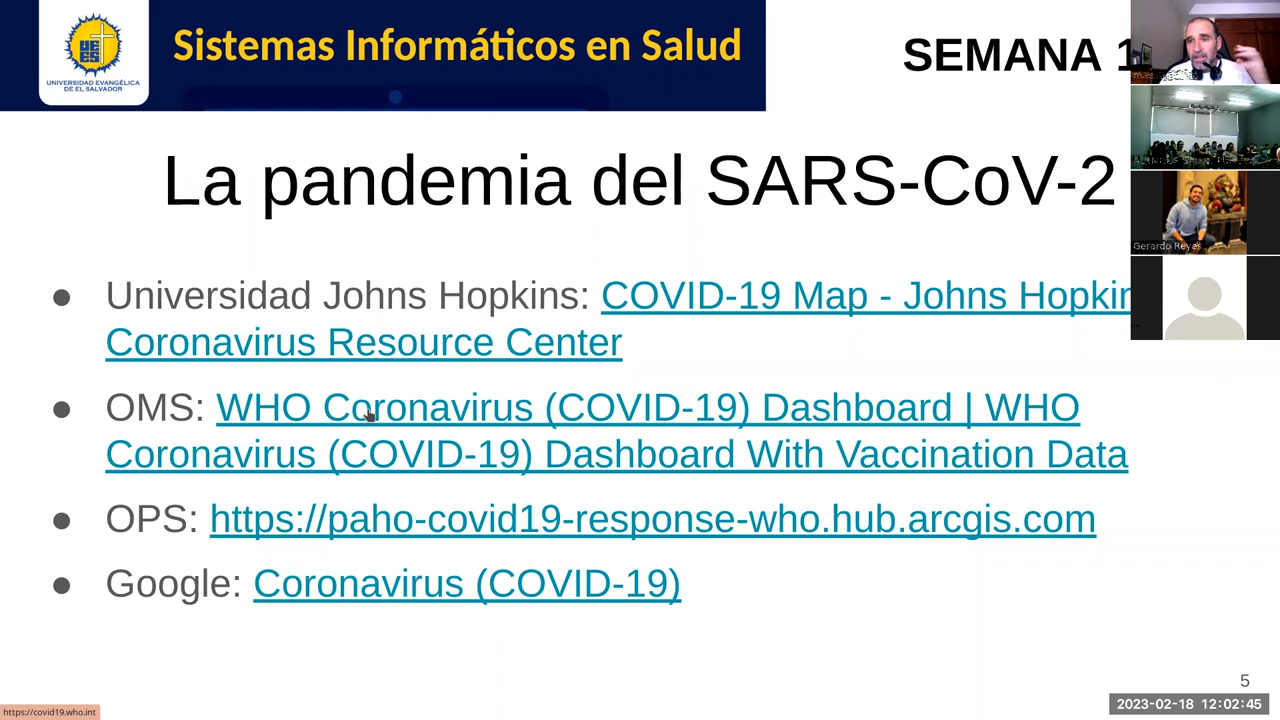 Sistemas Informáticos en Salud
SEMANA 1
UNIVERSIDAD EVANGÉLICA
DE EL SALVADOR
La pandemia del SARS-CoV-2
● Universidad Johns Hopkins: COVID-19 Map - Johns Hopkin
Coronavirus Resource Center
● OMS: WHO Coronavirus (COVID-19) Dashboard | WHO
Coronavirus (COVID-19) Dashboard With Vaccination Data
● OPS: https://paho-covid19-response-who.hub.arcgis.com
● Google: Coronavirus (COVID-19)
Gerardo Reyes
5
2023-02-18 12:02:45
https://covid19.who.int